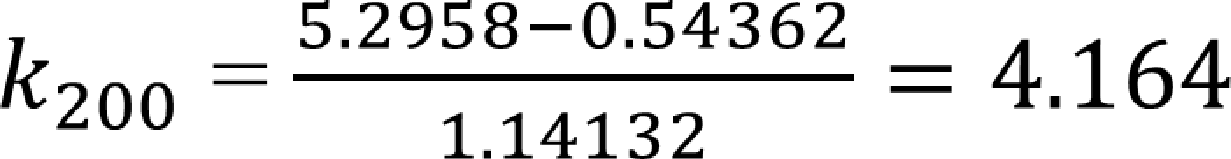 k₂₀₀ = (5.2958−0.54362)/1.14132 = 4.164